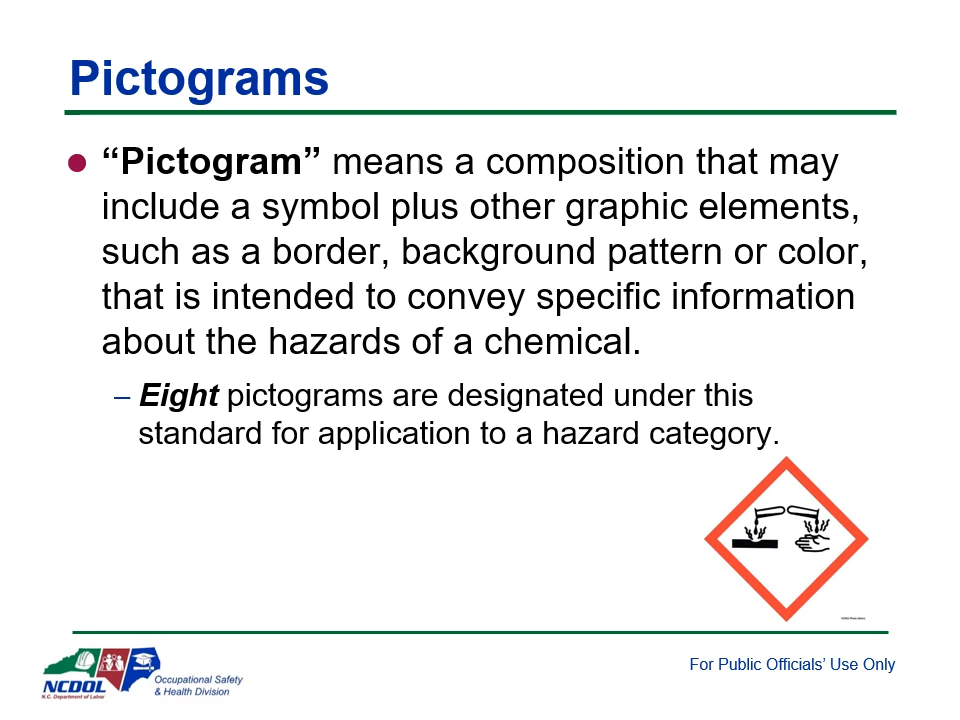 Pictograms
“Pictogram” means a composition that may
include a symbol plus other graphic elements,
such as a border, background pattern or color,
that is intended to convey specific information
about the hazards of a chemical.
– Eight pictograms are designated under this
standard for application to a hazard category.
NCDOL
N.C. Department of Labor
Occupational Safety
& Health Division
For Public Officials’ Use Only